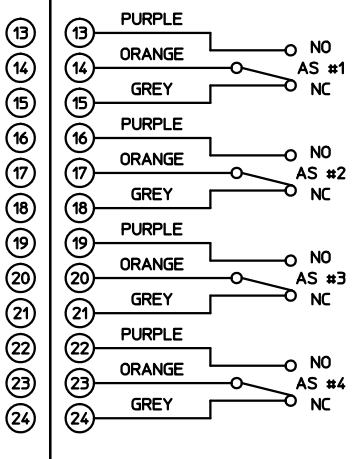 PURPLE
13 13 NO
ORANGE
14 14 AS #1
GREY NC
15 15
PURPLE
16 16 NO
ORANGE
17 17 AS #2
GREY NC
18 18
PURPLE
19 19 NO
ORANGE
20 20 AS #3
GREY NC
21 21
PURPLE
22 22 NO
ORANGE
23 23 AS #4
GREY NC
24 24